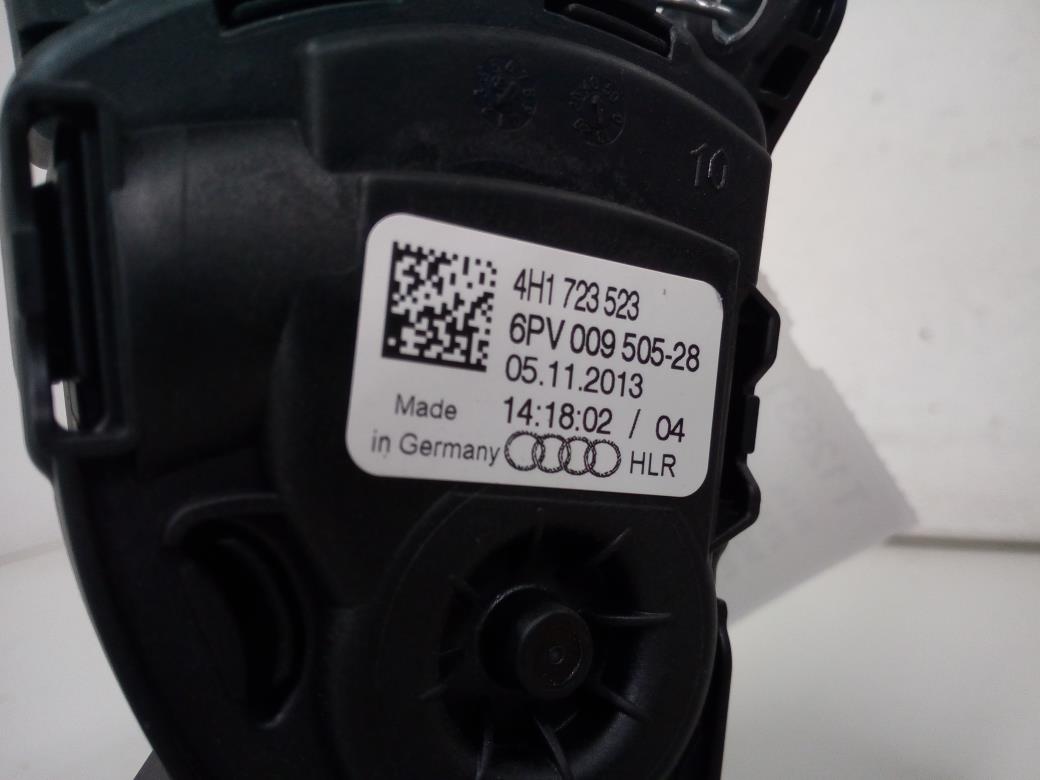 10
4H1 723 523
6PV 009 505-28
05.11.2013
14:18:02 / 04
Made
in Germany
HLR